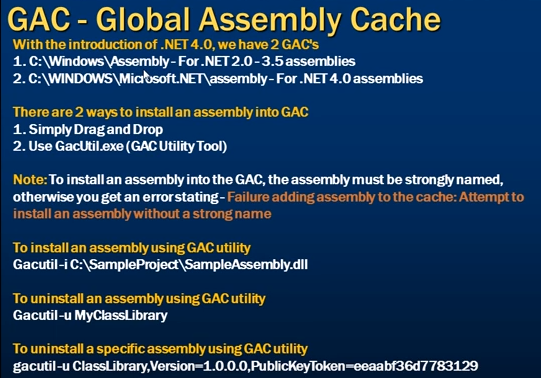 GAC - Global Assembly Cache
With the introduction of .NET 4.0, we have 2 GAC's
1. C:\Windows\Assembly - For .NET 2.0 - 3.5 assemblies
2. C:\WINDOWS\Microsoft.NET\assembly - For .NET 4.0 assemblies
There are 2 ways to install an assembly into GAC
1. Simply Drag and Drop
2. Use GacUtil.exe (GAC Utility Tool)
Note: To install an assembly into the GAC, the assembly must be strongly named,
otherwise you get an error stating - Failure adding assembly to the cache: Attempt to
install an assembly without a strong name
To install an assembly using GAC utility
Gacutil -i C:\SampleProject\SampleAssembly.dll
To uninstall an assembly using GAC utility
Gacutil -u MyClassLibrary
To uninstall a specific assembly using GAC utility
gacutil -u ClassLibrary,Version=1.0.0.0,PublicKeyToken=eeaabf36d7783129